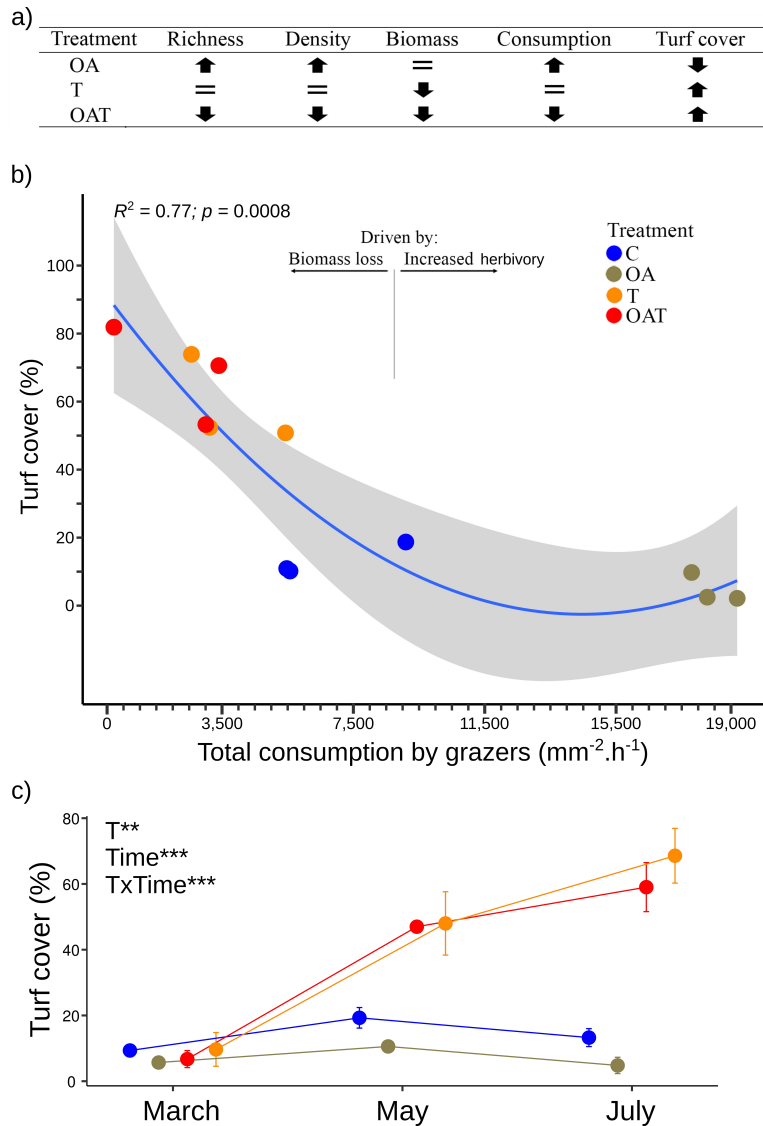 a)
Treatment Richness Density Biomass Consumption Turf cover
OA 🡅 🡅 = 🡅 🡇
T = = 🡇 = 🡅
OAT 🡇 🡇 🡇 🡇 🡅
b)
R² = 0.77; p = 0.0008
Driven by:
Biomass loss Increased herbivory
Treatment
C
OA
T
OAT
Turf cover (%)
100
80
60
40
20
0
0 3,500 7,500 11,500 15,500 19,000
Total consumption by grazers (mm⁻².h⁻¹)
c)
T**
Time***
TxTime***
Turf cover (%)
80
60
40
20
0
March May July